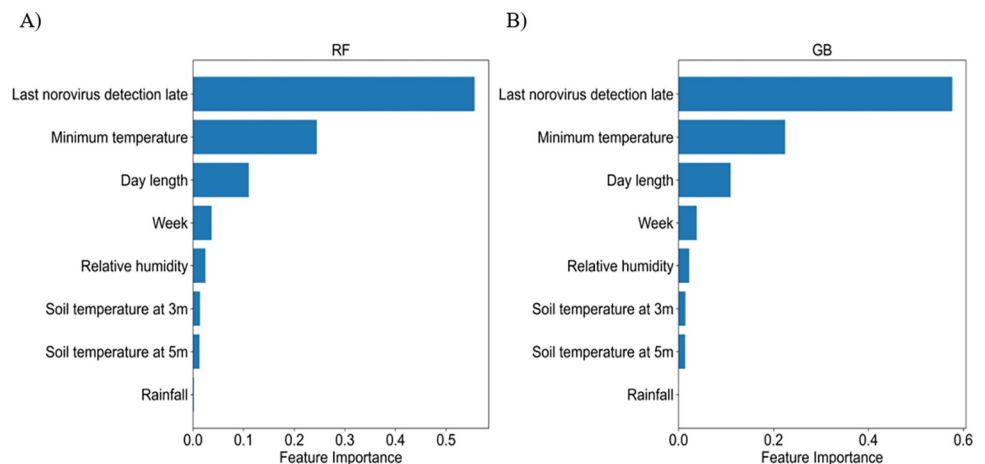 A)
RF
Last norovirus detection late
Minimum temperature
Day length
Week
Relative humidity
Soil temperature at 3m
Soil temperature at 5m
Rainfall
0.0 0.1 0.2 0.3 0.4 0.5
Feature Importance
B)
GB
Last norovirus detection late
Minimum temperature
Day length
Week
Relative humidity
Soil temperature at 3m
Soil temperature at 5m
Rainfall
0.0 0.2 0.4 0.6
Feature Importance